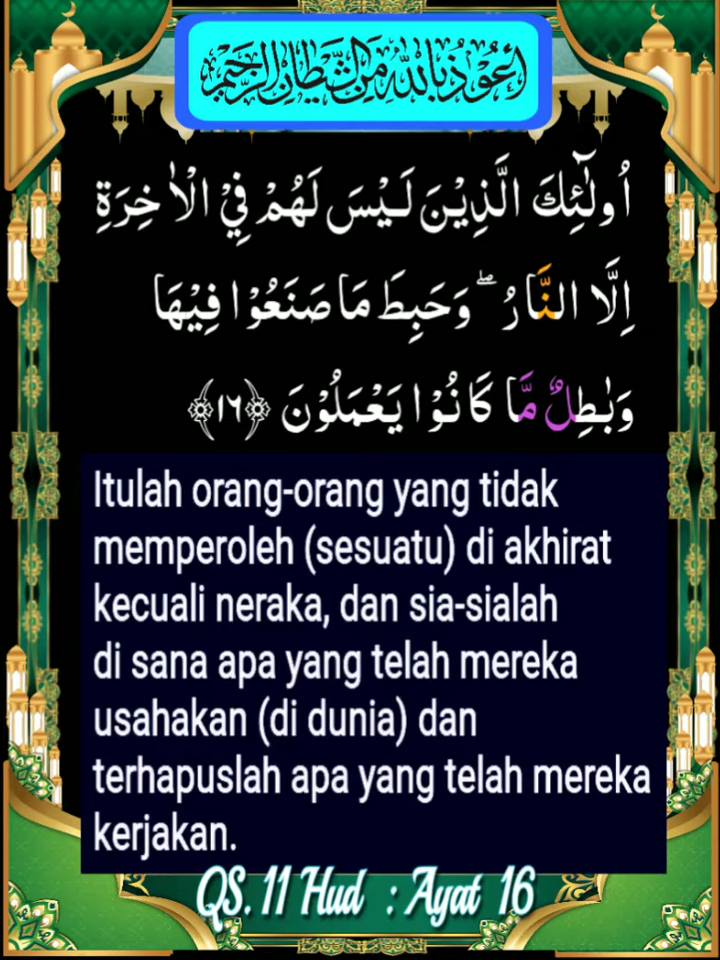 أَعُوْذُ بِاللّٰهِ مِنَ الشَّيْطَانِ الرَّجِيْمِ
اُولٰۤئِكَ الَّذِيْنَ لَيْسَ لَهُمْ فِي الْاٰخِرَةِ
اِلَّا النَّارُ ۖ وَحَبِطَ مَا صَنَعُوْا فِيْهَا
وَبٰطِلٌ مَّا كَانُوْا يَعْمَلُوْنَ ﴿١٦﴾
Itulah orang-orang yang tidak
memperoleh (sesuatu) di akhirat
kecuali neraka, dan sia-sialah
di sana apa yang telah mereka
usahakan (di dunia) dan
terhapuslah apa yang telah mereka
kerjakan.
QS. 11 Hud : Ayat 16